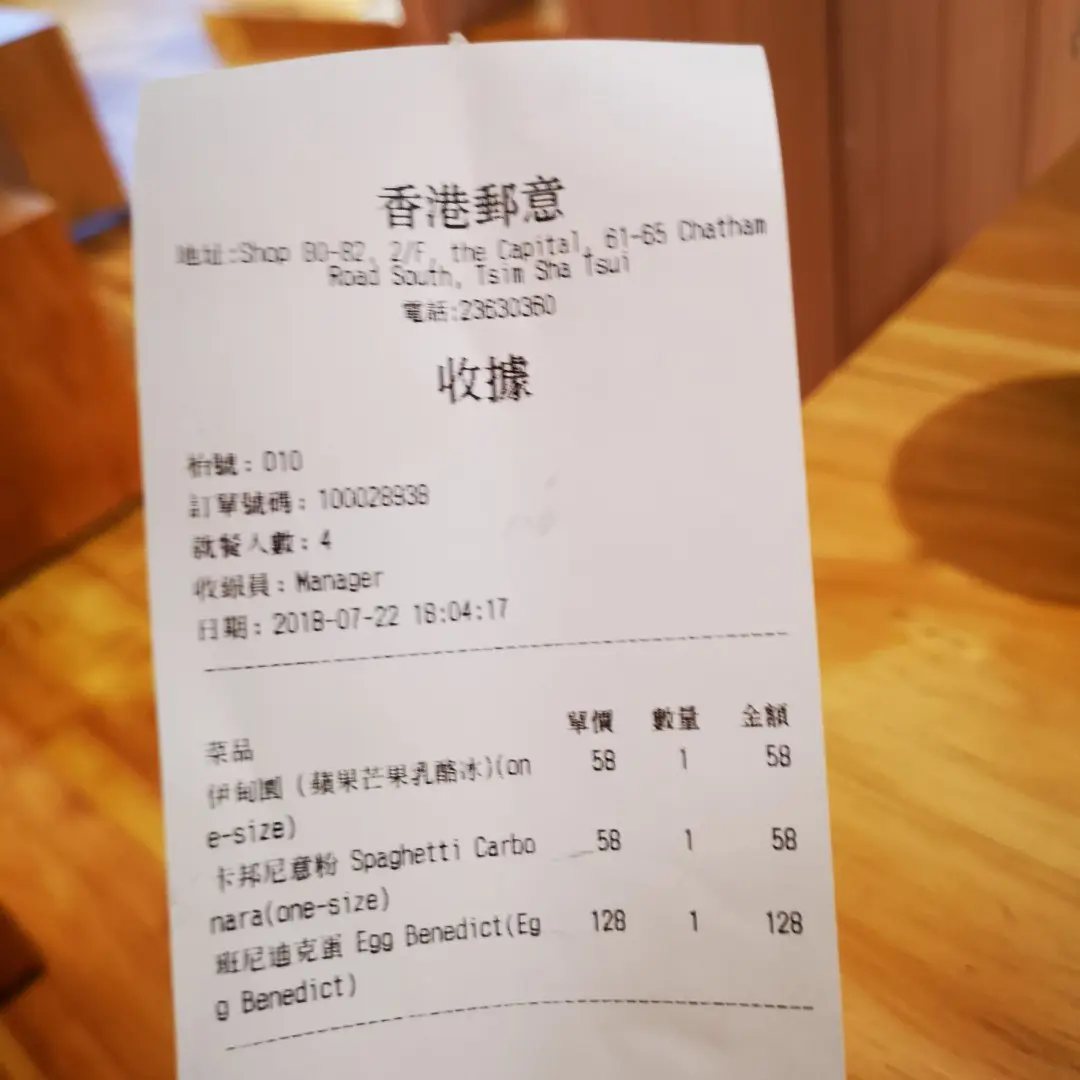 香港郵意
地址:Shop B0-B2, 2/F, the Capital, 61-65 Chatham
Road South, Tsim Sha Tsui
電話:23630360
收據
枱號: 010
訂單號碼: 100028938
就餐人數: 4
收銀員: Manager
日期: 2018-07-22 18:04:17
菜品 單價 數量 金額
伊甸園 (蘋果芒果乳酪冰)(on 58 1 58
e-size)
卡邦尼意粉 Spaghetti Carbo 58 1 58
nara(one-size)
班尼迪克蛋 Egg Benedict(Eg 128 1 128
g Benedict)